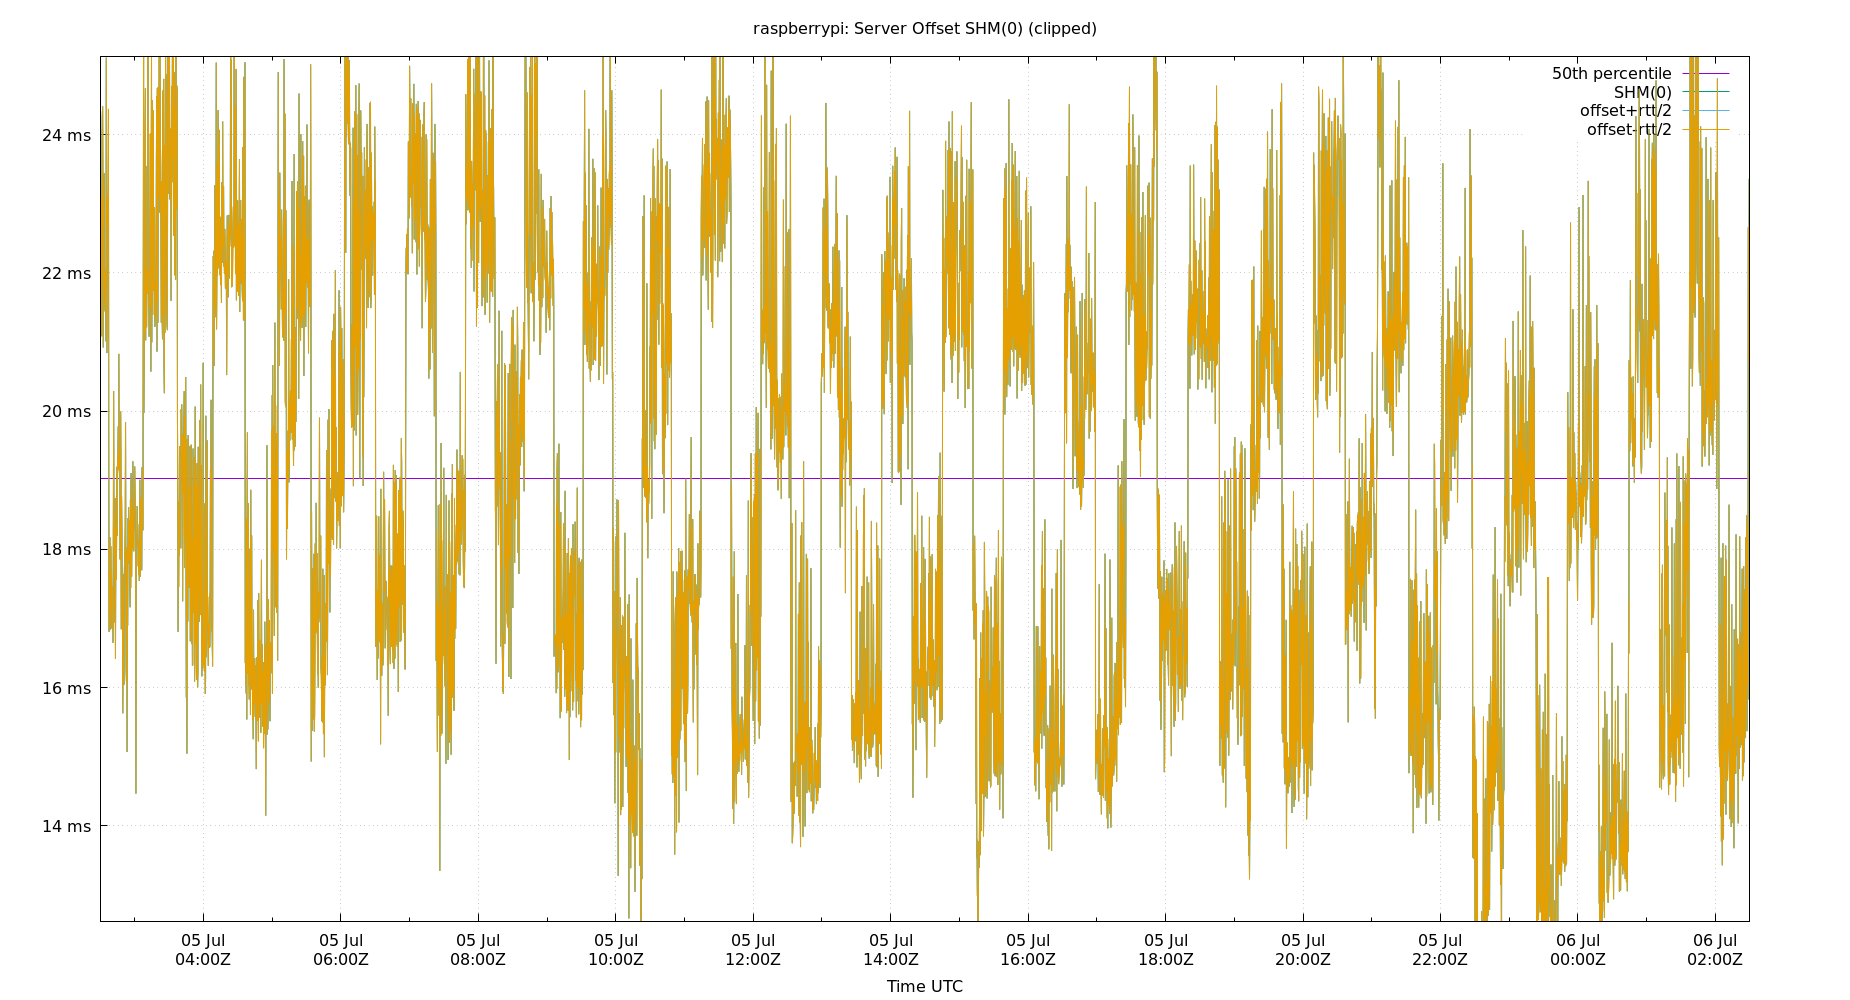 raspberrypi: Server Offset SHM(0) (clipped)
50th percentile
SHM(0)
offset+rtt/2
offset-rtt/2
24 ms
22 ms
20 ms
18 ms
16 ms
14 ms
05 Jul 05 Jul 05 Jul 05 Jul 05 Jul 05 Jul 05 Jul 05 Jul 05 Jul 05 Jul 06 Jul 06 Jul
04:00Z 06:00Z 08:00Z 10:00Z 12:00Z 14:00Z 16:00Z 18:00Z 20:00Z 22:00Z 00:00Z 02:00Z
Time UTC